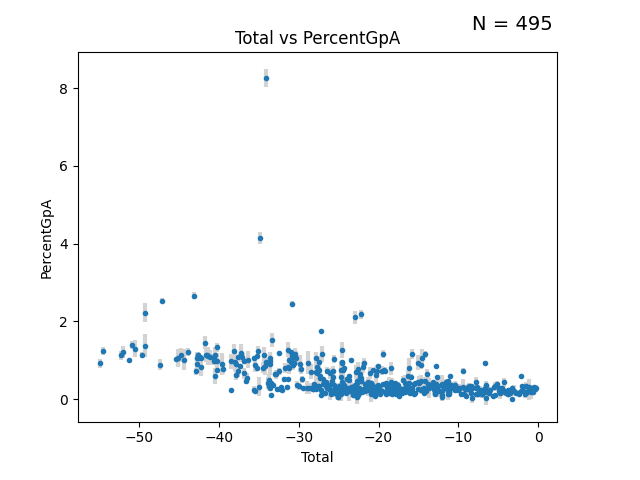 N = 495
Total vs PercentGpA
PercentGpA
8
6
4
2
0
−50 −40 −30 −20 −10 0
Total